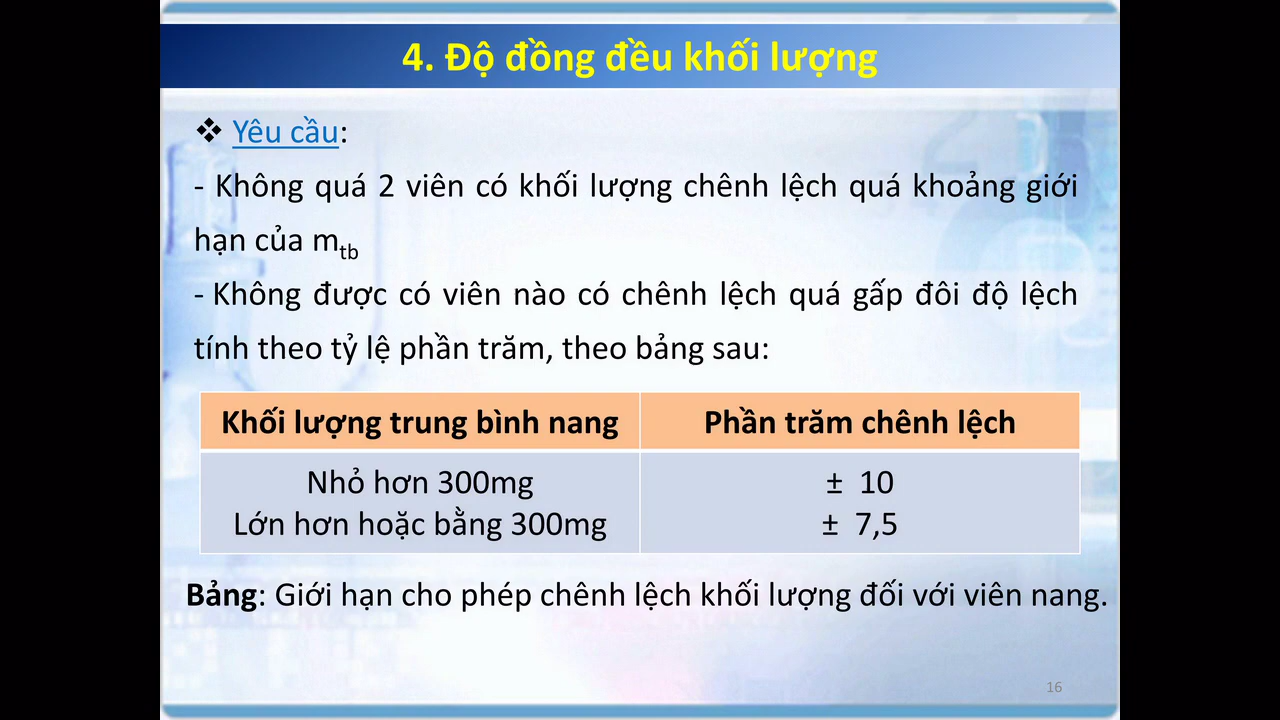 4. Độ đồng đều khối lượng
❖ Yêu cầu:
- Không quá 2 viên có khối lượng chênh lệch quá khoảng giới
hạn của mtb
- Không được có viên nào có chênh lệch quá gấp đôi độ lệch
tính theo tỷ lệ phần trăm, theo bảng sau:
Khối lượng trung bình nang Phần trăm chênh lệch
Nhỏ hơn 300mg ± 10
Lớn hơn hoặc bằng 300mg ± 7,5
Bảng: Giới hạn cho phép chênh lệch khối lượng đối với viên nang.
16